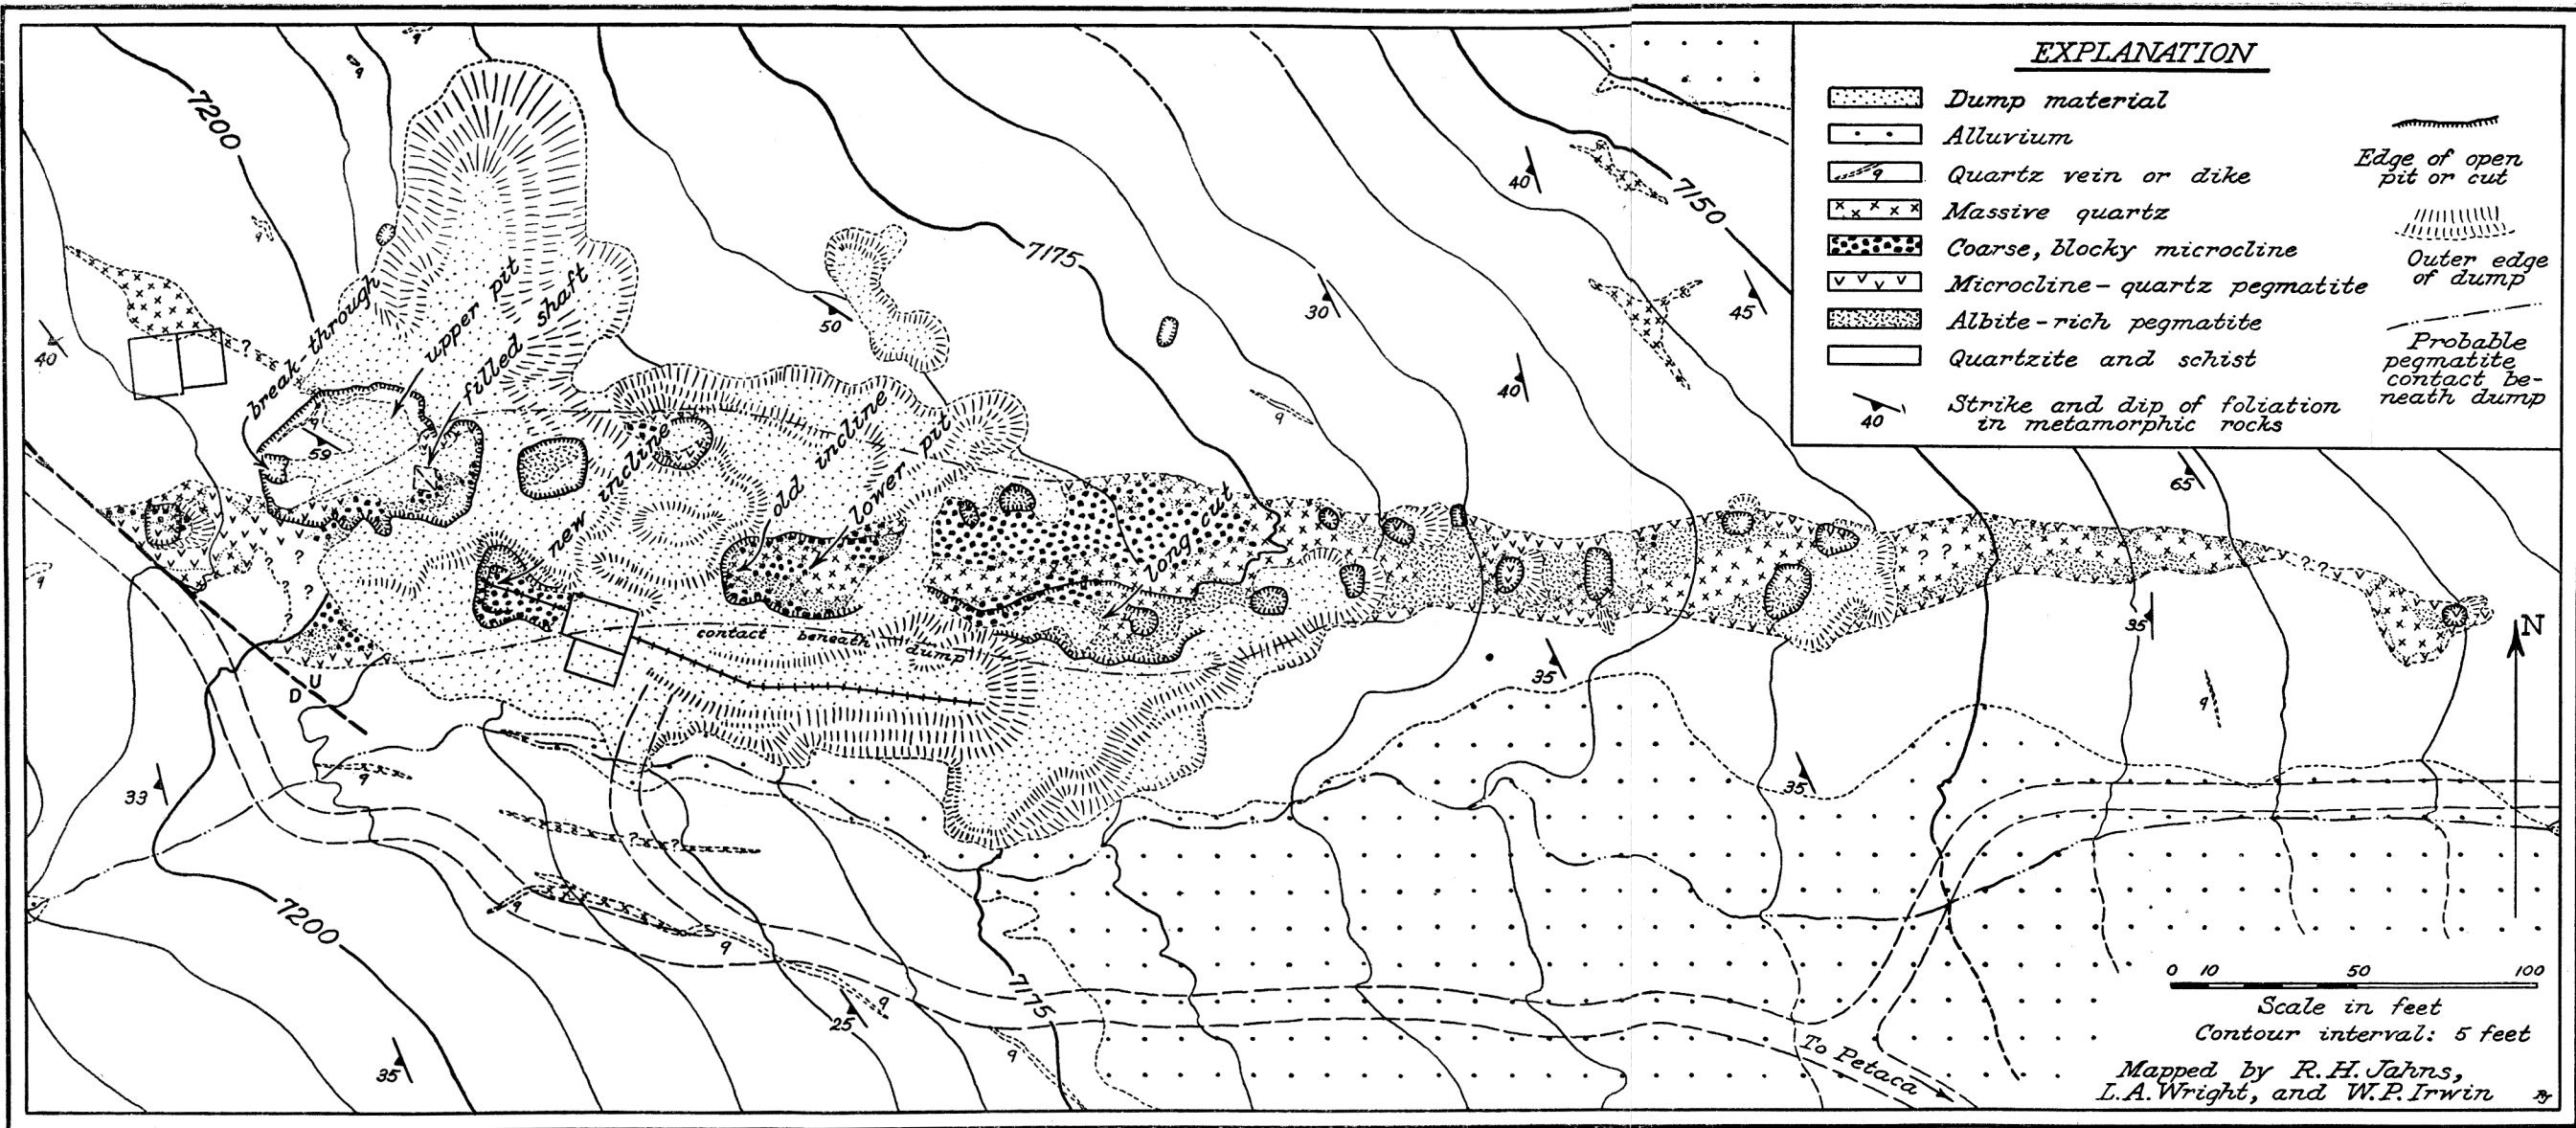 EXPLANATION
Dump material
Alluvium
Quartz vein or dike
q
Massive quartz
Coarse, blocky microcline
Microcline-quartz pegmatite
Albite-rich pegmatite
Quartzite and schist
Strike and dip of foliation
in metamorphic rocks
40
Edge of open
pit or cut
Outer edge
of dump
Probable
pegmatite
contact be-
neath dump
q
q
7200
7150
40
q
7175
45
30
50
40
40
q
break-through
upper pit
filled shaft
?
59
new incline
old incline
lower pit
long cut
65
?
?
?
?
?
?
?
?
q
contact beneath dump
35
N
U
D
35
q
q
33
35
?
?
7200
q
q
q
25
7175
q
35
To Petaca
0 10 50 100
Scale in feet
Contour interval: 5 feet
Mapped by R.H. Jahns,
L.A. Wright, and W.P. Irwin